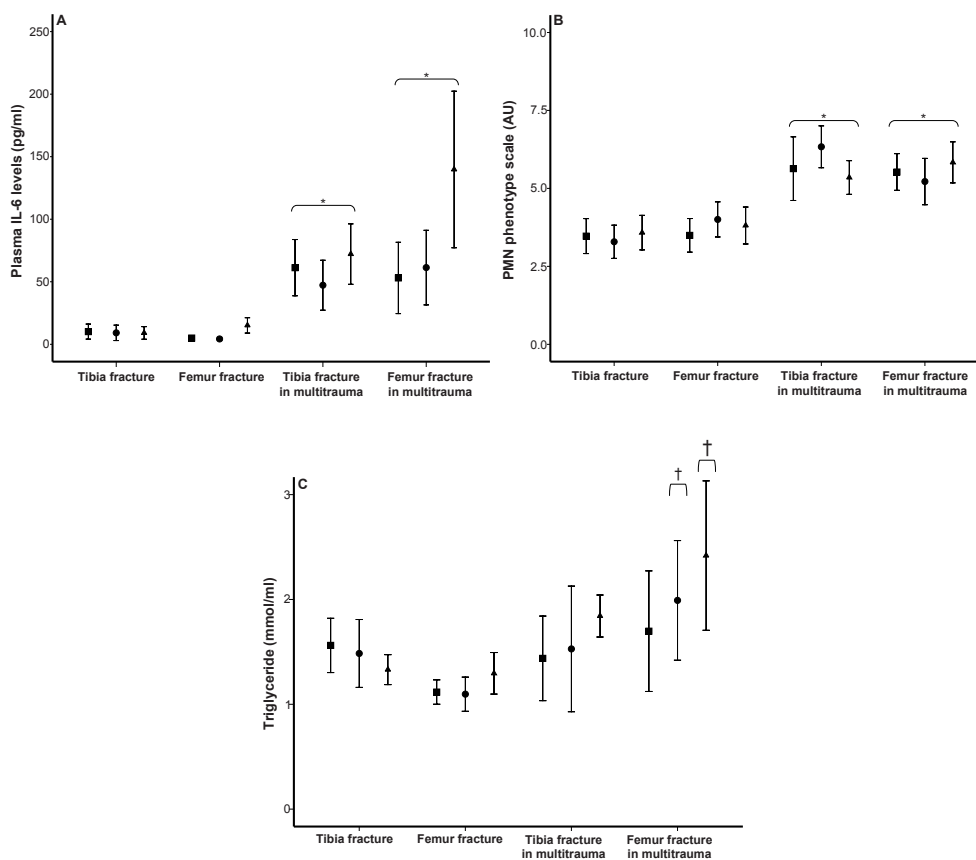 A
Plasma IL-6 levels (pg/ml)
250
200
150
100
50
0
*
*
Tibia fracture
Femur fracture
Tibia fracture
in multitrauma
Femur fracture
in multitrauma
B
PMN phenotype scale (AU)
10.0
7.5
5.0
2.5
0.0
*
*
Tibia fracture
Femur fracture
Tibia fracture
in multitrauma
Femur fracture
in multitrauma
C
Triglyceride (mmol/ml)
3
2
1
0
†
†
Tibia fracture
Femur fracture
Tibia fracture
in multitrauma
Femur fracture
in multitrauma